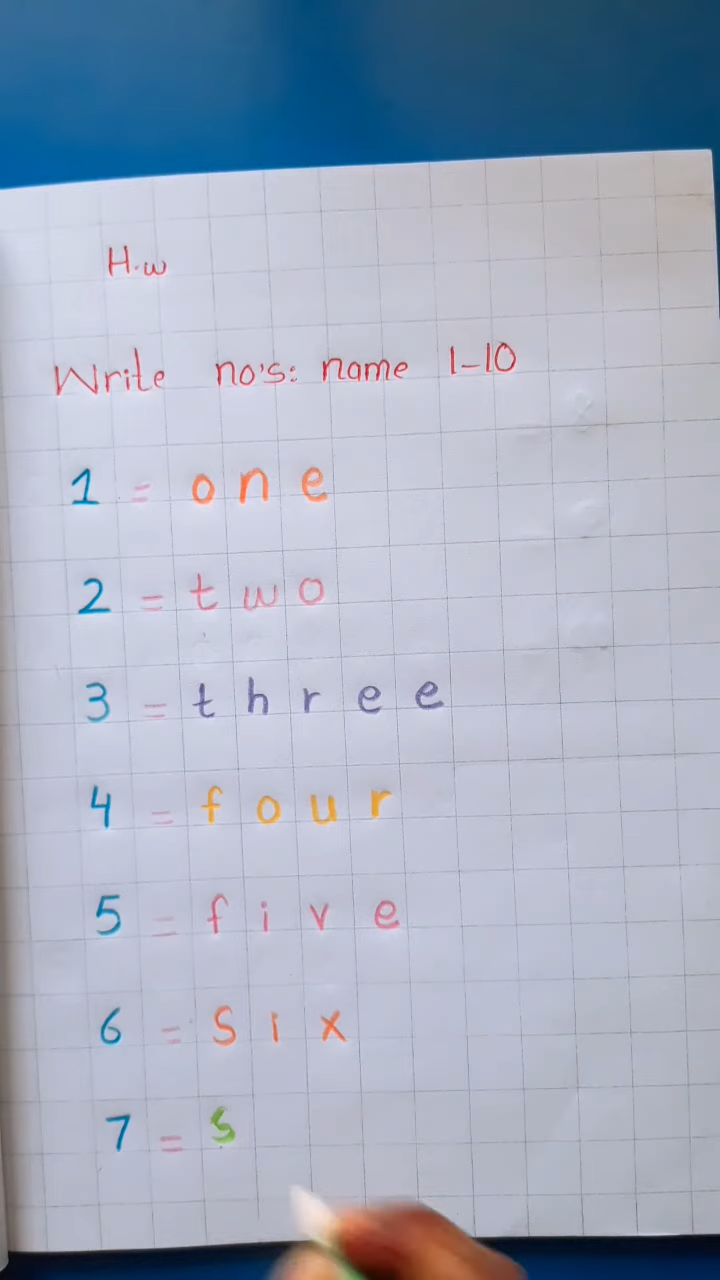 H.w
Write no's: name 1-10
1 = one
2 = two
3 = three
4 = four
5 = five
6 = six
7 = s